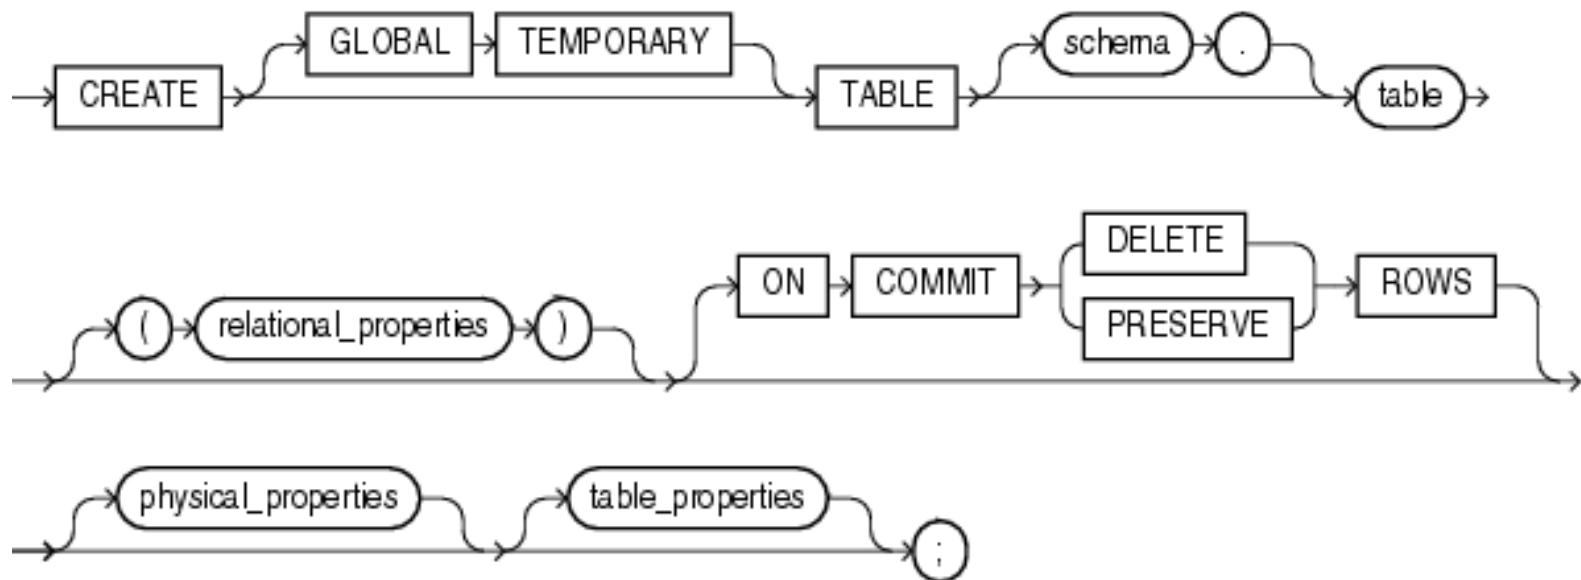 CREATE GLOBAL TEMPORARY TABLE schema . table
( relational_properties ) ON COMMIT DELETE PRESERVE ROWS
physical_properties table_properties ;